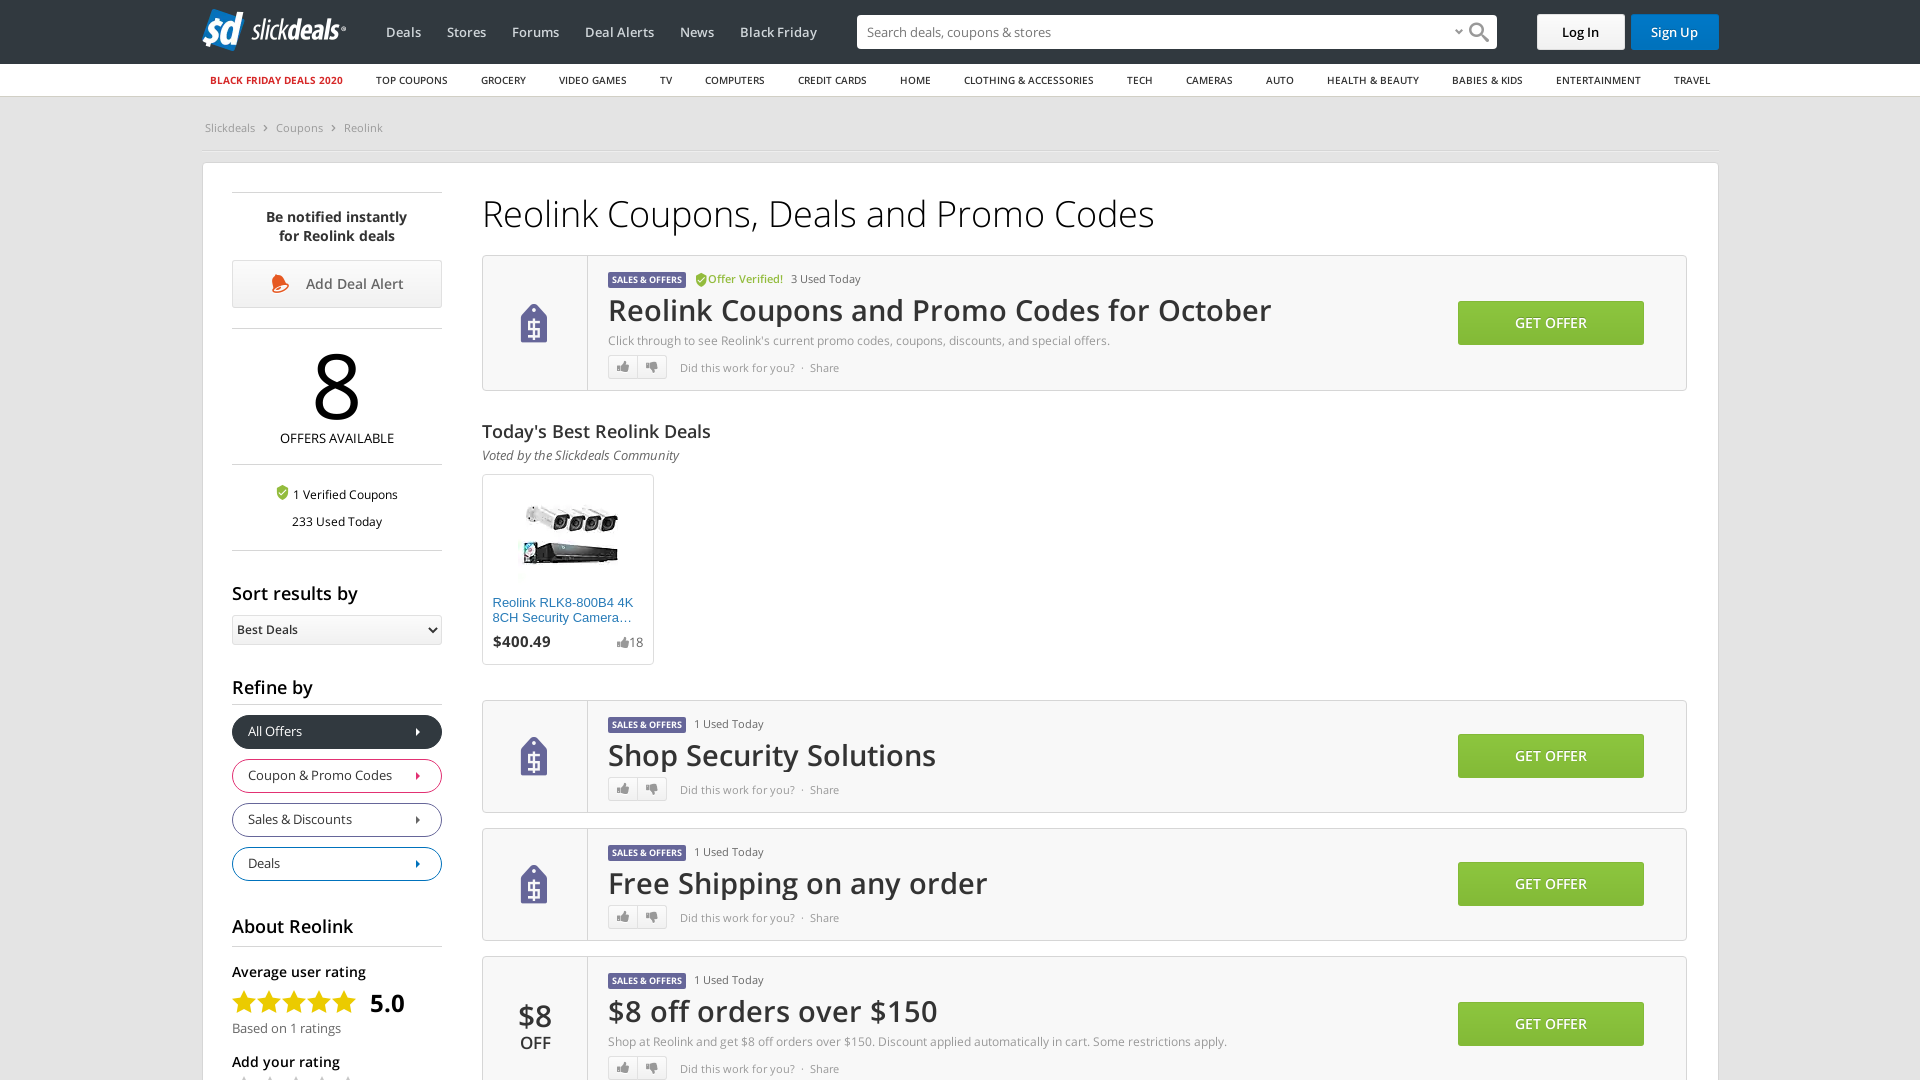 sd slickdeals
Deals
Stores
Forums
Deal Alerts
News
Black Friday
Search deals, coupons & stores
Log In
Sign Up
BLACK FRIDAY DEALS 2020
TOP COUPONS
GROCERY
VIDEO GAMES
TV
COMPUTERS
CREDIT CARDS
HOME
CLOTHING & ACCESSORIES
TECH
CAMERAS
AUTO
HEALTH & BEAUTY
BABIES & KIDS
ENTERTAINMENT
TRAVEL
Slickdeals > Coupons > Reolink
Be notified instantly
for Reolink deals
Add Deal Alert
8
OFFERS AVAILABLE
1 Verified Coupons
233 Used Today
Sort results by
Best Deals
Refine by
All Offers
Coupon & Promo Codes
Sales & Discounts
Deals
About Reolink
Average user rating
5.0
Based on 1 ratings
Add your rating
Reolink Coupons, Deals and Promo Codes
SALES & OFFERS Offer Verified! 3 Used Today
Reolink Coupons and Promo Codes for October
Click through to see Reolink's current promo codes, coupons, discounts, and special offers.
Did this work for you? · Share
GET OFFER
Today's Best Reolink Deals
Voted by the Slickdeals Community
Reolink RLK8-800B4 4K
8CH Security Camera…
$400.49 18
SALES & OFFERS 1 Used Today
Shop Security Solutions
Did this work for you? · Share
GET OFFER
SALES & OFFERS 1 Used Today
Free Shipping on any order
Did this work for you? · Share
GET OFFER
$8
OFF
SALES & OFFERS 1 Used Today
$8 off orders over $150
Shop at Reolink and get $8 off orders over $150. Discount applied automatically in cart. Some restrictions apply.
Did this work for you? · Share
GET OFFER